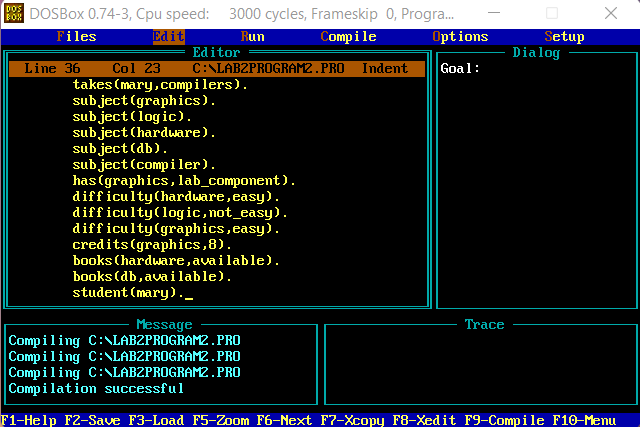 DOS
BOX
DOSBox 0.74-3, Cpu speed: 3000 cycles, Frameskip 0, Progra...
Files Edit Run Compile Options Setup
Editor
Line 36 Col 23 C:\LAB2PROGRAM2.PRO Indent
takes(mary,compilers).
subject(graphics).
subject(logic).
subject(hardware).
subject(db).
subject(compiler).
has(graphics,lab_component).
difficulty(hardware,easy).
difficulty(logic,not_easy).
difficulty(graphics,easy).
credits(graphics,8).
books(hardware,available).
books(db,available).
student(mary)._
Dialog
Goal:
Message
Compiling C:\LAB2PROGRAM2.PRO
Compiling C:\LAB2PROGRAM2.PRO
Compiling C:\LAB2PROGRAM2.PRO
Compilation successful
Trace
F1-Help F2-Save F3-Load F5-Zoom F6-Next F7-Xcopy F8-Xedit F9-Compile F10-Menu